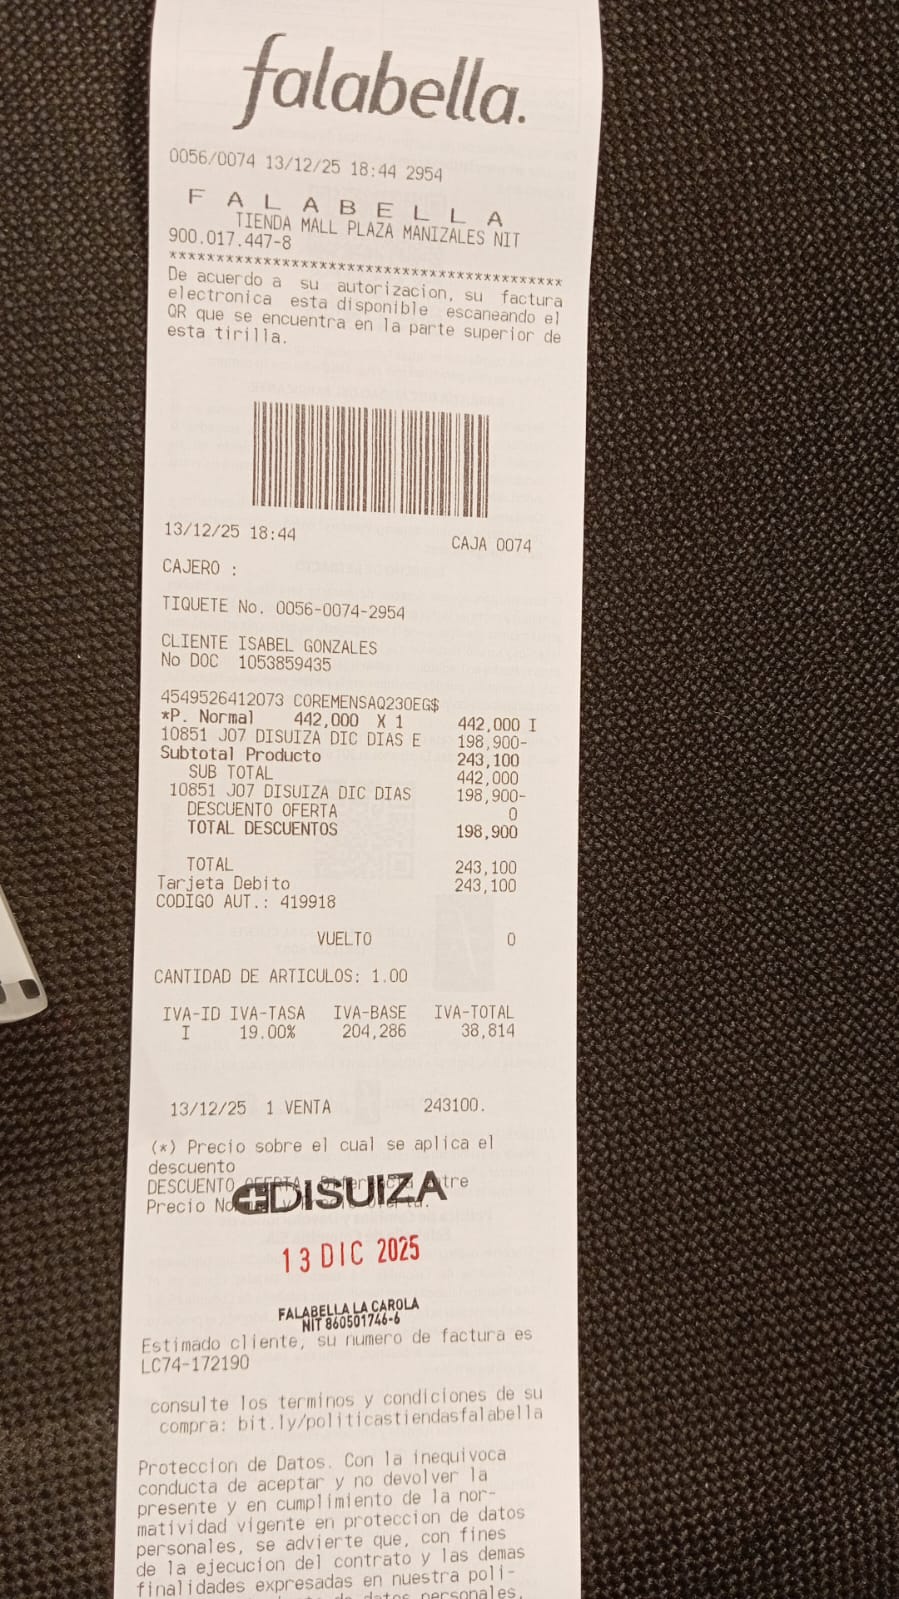 falabella.
0056/0074 13/12/25 18:44 2954
F A L A B E L L A
TIENDA MALL PLAZA MANIZALES NIT
900.017.447-8
*******************************************
De acuerdo a su autorizacion, su factura
electronica esta disponible escaneando el
QR que se encuentra en la parte superior de
esta tirilla.
13/12/25 18:44 CAJA 0074
CAJERO :
TIQUETE No. 0056-0074-2954
CLIENTE ISABEL GONZALES
No DOC 1053859435
4549526412073 COREMENSAQ230EG$
*P. Normal 442,000 X 1 442,000 I
10851 J07 DISUIZA DIC DIAS E 198,900-
Subtotal Producto 243,100
SUB TOTAL 442,000
10851 J07 DISUIZA DIC DIAS 198,900-
DESCUENTO OFERTA 0
TOTAL DESCUENTOS 198,900
TOTAL 243,100
Tarjeta Debito 243,100
CODIGO AUT.: 419918
VUELTO 0
CANTIDAD DE ARTICULOS: 1.00
IVA-ID IVA-TASA IVA-BASE IVA-TOTAL
I 19.00% 204,286 38,814
13/12/25 1 VENTA 243100.
(*) Precio sobre el cual se aplica el
descuento
DESCUENTO
Precio
DISUIZA
13 DIC 2025
FALABELLA LA CAROLA
NIT 860501746-6
Estimado cliente, su numero de factura es
LC74-172190
consulte los terminos y condiciones de su
compra: bit.ly/politicastiendasfalabella
Proteccion de Datos. Con la inequivoca
conducta de aceptar y no devolver la
presente y en cumplimiento de la nor-
matividad vigente en proteccion de datos
personales, se advierte que, con fines
de la ejecucion del contrato y las demas
finalidades expresadas en nuestra poli-
datos personales,